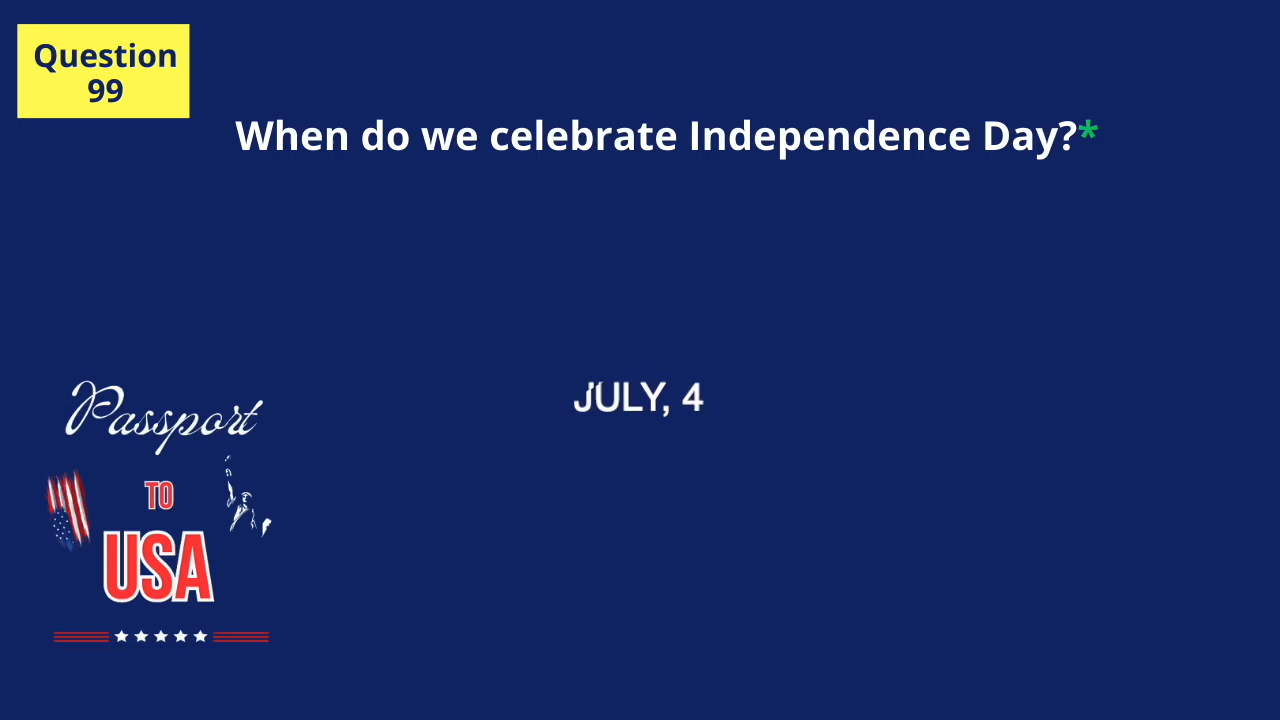 Question
99
When do we celebrate Independence Day?*
JULY, 4
Passport
TO
USA